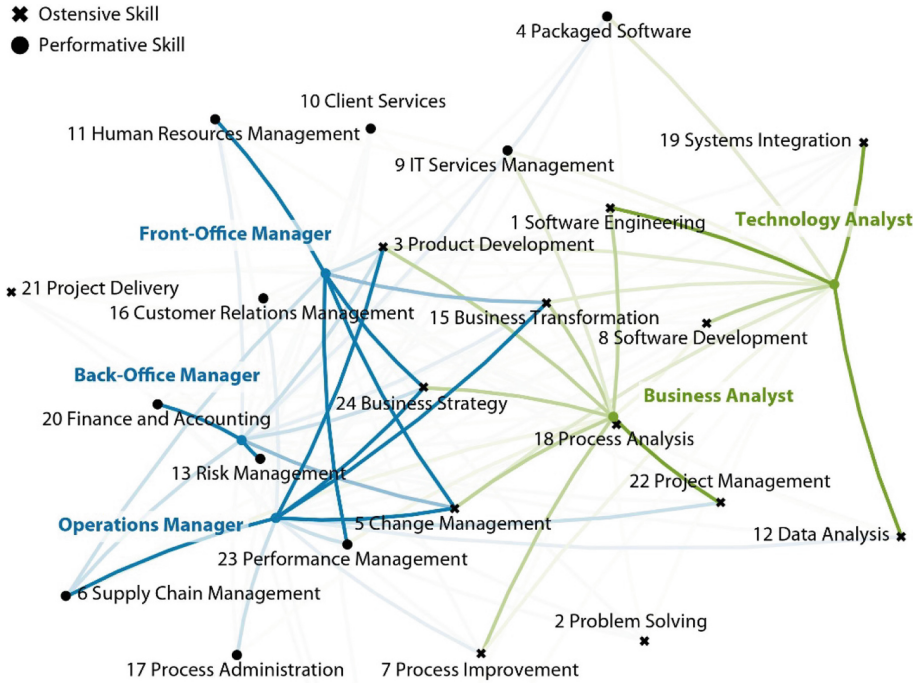 Ostensive Skill
Performative Skill
4 Packaged Software
10 Client Services
11 Human Resources Management
19 Systems Integration
9 IT Services Management
Technology Analyst
1 Software Engineering
Front-Office Manager
3 Product Development
21 Project Delivery
16 Customer Relations Management
15 Business Transformation
8 Software Development
Back-Office Manager
Business Analyst
24 Business Strategy
20 Finance and Accounting
18 Process Analysis
13 Risk Management
22 Project Management
Operations Manager
5 Change Management
12 Data Analysis
23 Performance Management
6 Supply Chain Management
2 Problem Solving
17 Process Administration
7 Process Improvement